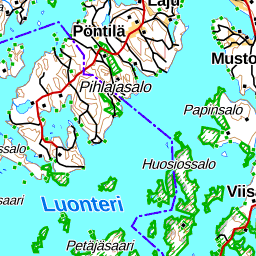 Laju
Pöntilä
Musto
Pihlajasalo
Papinsalo
Huosiossalo
ssalo
Viis
saari
Luonteri
Petäjäsaari